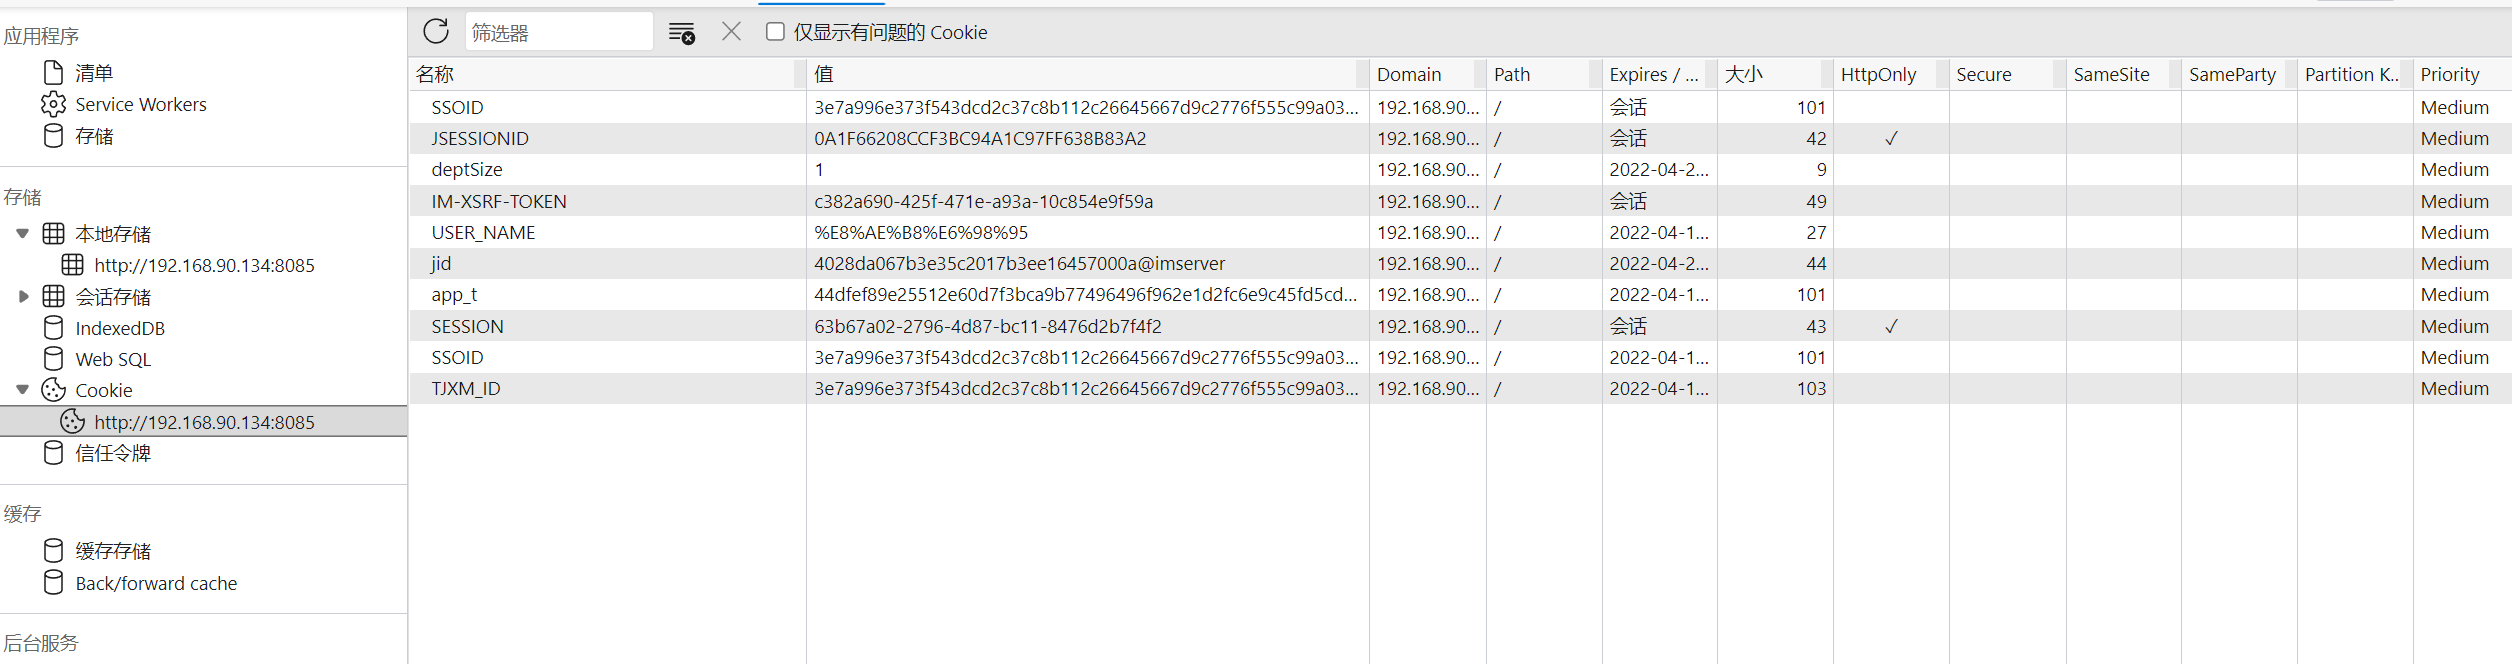 应用程序
清单
Service Workers
存储
存储
本地存储
http://192.168.90.134:8085
会话存储
IndexedDB
Web SQL
Cookie
http://192.168.90.134:8085
信任令牌
缓存
缓存存储
Back/forward cache
后台服务
筛选器 仅显示有问题的 Cookie
名称 值 Domain Path Expires / ... 大小 HttpOnly Secure SameSite SameParty Partition K... Priority
SSOID 3e7a996e373f543dcd2c37c8b112c26645667d9c2776f555c99a03... 192.168.90... / 会话 101 Medium
JSESSIONID 0A1F66208CCF3BC94A1C97FF638B83A2 192.168.90... / 会话 42 ✓ Medium
deptSize 1 192.168.90... / 2022-04-2... 9 Medium
IM-XSRF-TOKEN c382a690-425f-471e-a93a-10c854e9f59a 192.168.90... / 会话 49 Medium
USER_NAME %E8%AE%B8%E6%98%95 192.168.90... / 2022-04-1... 27 Medium
jid 4028da067b3e35c2017b3ee16457000a@imserver 192.168.90... / 2022-04-2... 44 Medium
app_t 44dfef89e25512e60d7f3bca9b77496496f962e1d2fc6e9c45fd5cd... 192.168.90... / 2022-04-1... 101 Medium
SESSION 63b67a02-2796-4d87-bc11-8476d2b7f4f2 192.168.90... / 会话 43 ✓ Medium
SSOID 3e7a996e373f543dcd2c37c8b112c26645667d9c2776f555c99a03... 192.168.90... / 2022-04-1... 101 Medium
TJXM_ID 3e7a996e373f543dcd2c37c8b112c26645667d9c2776f555c99a03... 192.168.90... / 2022-04-1... 103 Medium